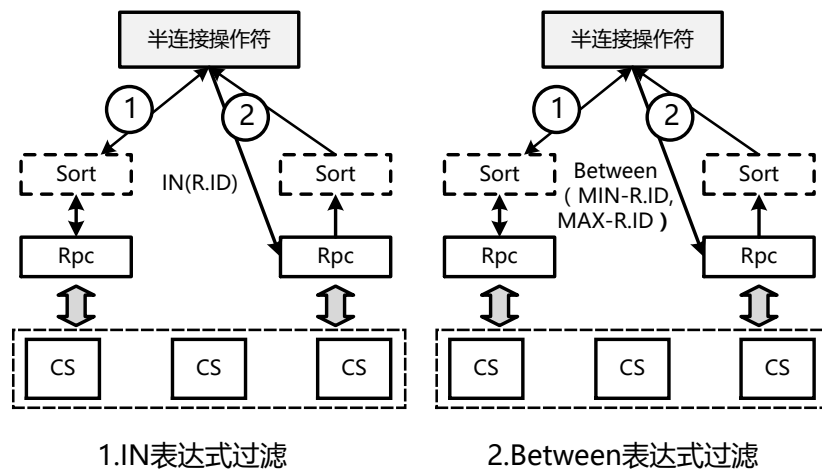 半连接操作符
1
2
Sort
IN(R.ID)
Sort
Rpc
Rpc
CS
CS
CS
1.IN表达式过滤
半连接操作符
1
2
Sort
Between
( MIN-R.ID,
MAX-R.ID )
Sort
Rpc
Rpc
CS
CS
CS
2.Between表达式过滤